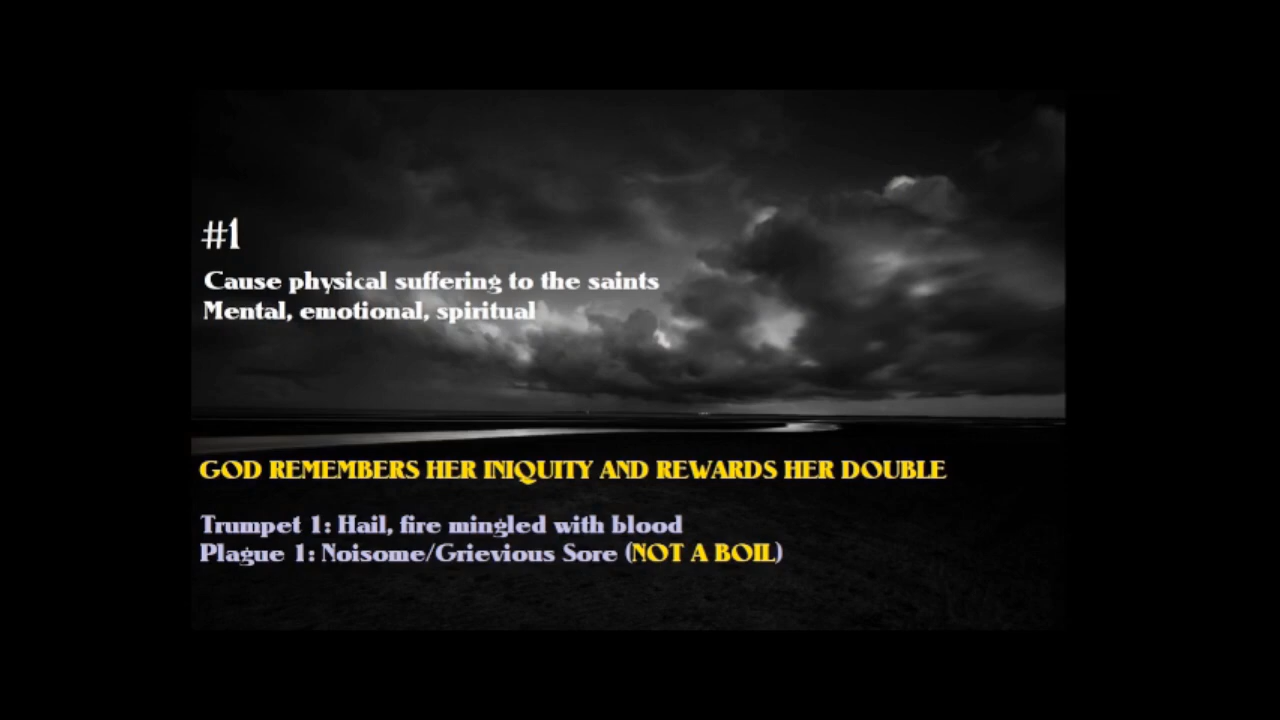 #1
Cause physical suffering to the saints
Mental, emotional, spiritual
GOD REMEMBERS HER INIQUITY AND REWARDS HER DOUBLE
Trumpet 1: Hail, fire mingled with blood
Plague 1: Noisome/Grievious Sore (NOT A BOIL)